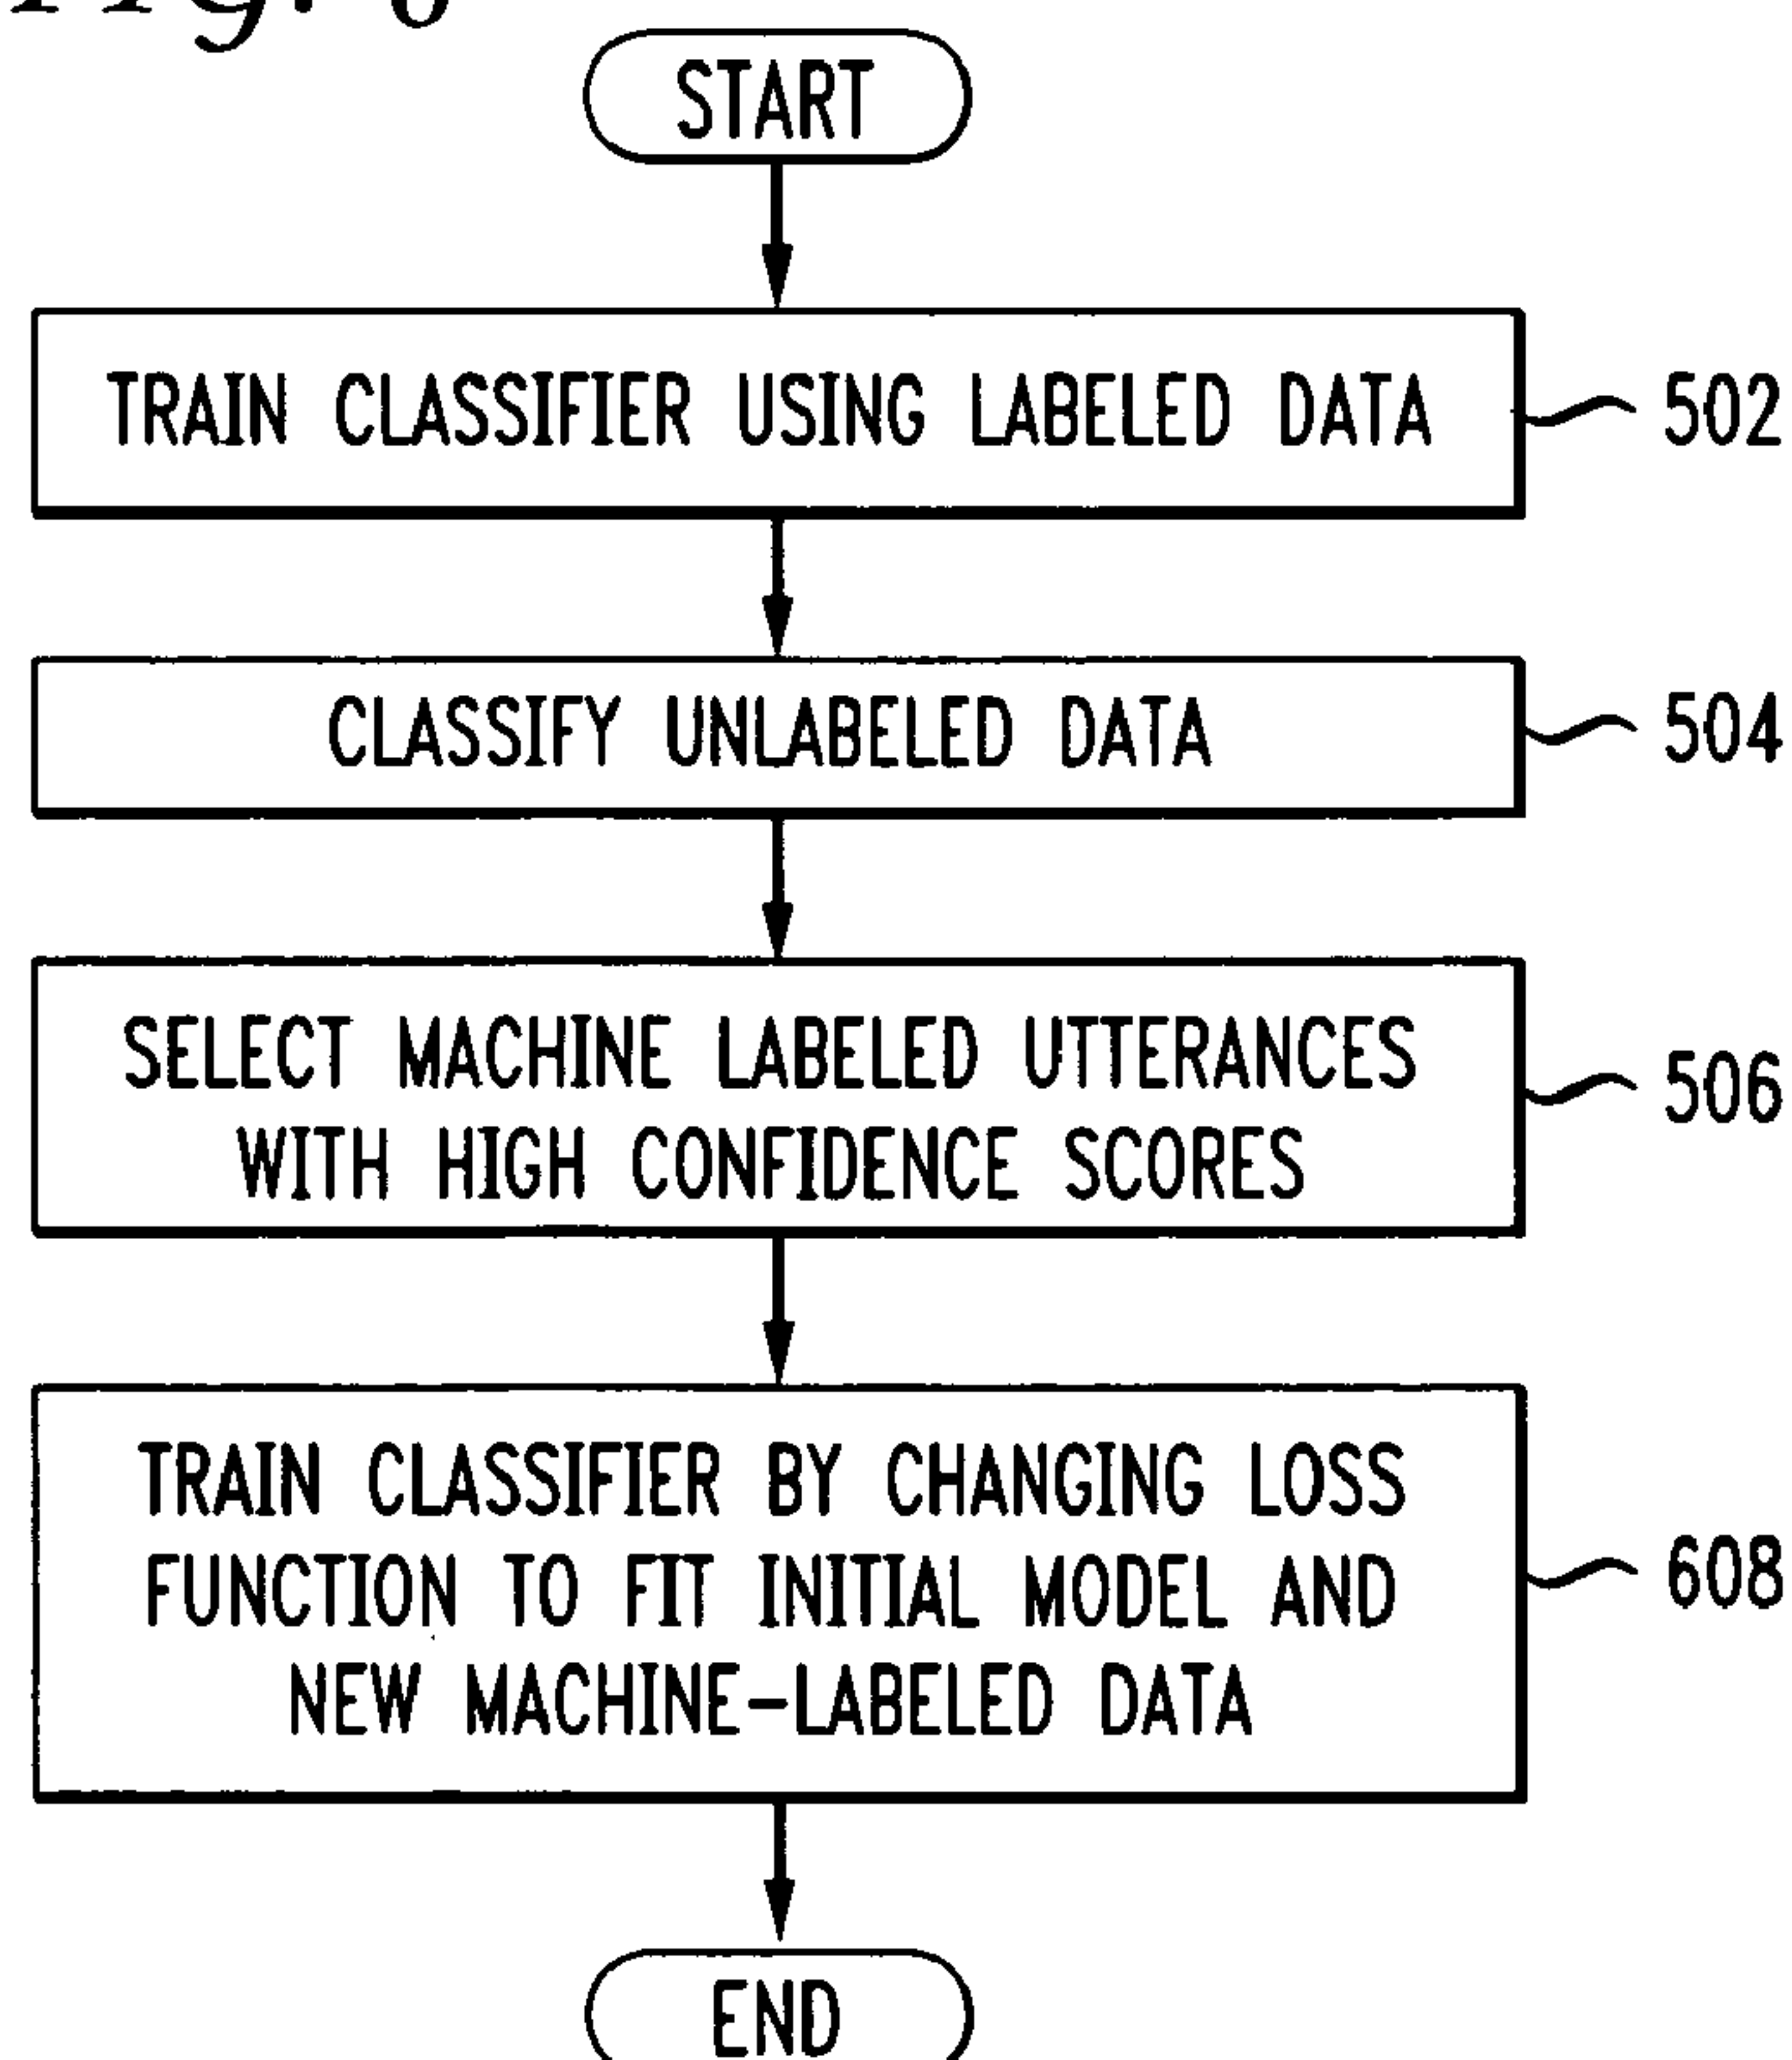 START
TRAIN CLASSIFIER USING LABELED DATA
502
CLASSIFY UNLABELED DATA
504
SELECT MACHINE LABELED UTTERANCES
WITH HIGH CONFIDENCE SCORES
506
TRAIN CLASSIFIER BY CHANGING LOSS
FUNCTION TO FIT INITIAL MODEL AND
NEW MACHINE-LABELED DATA
608
END